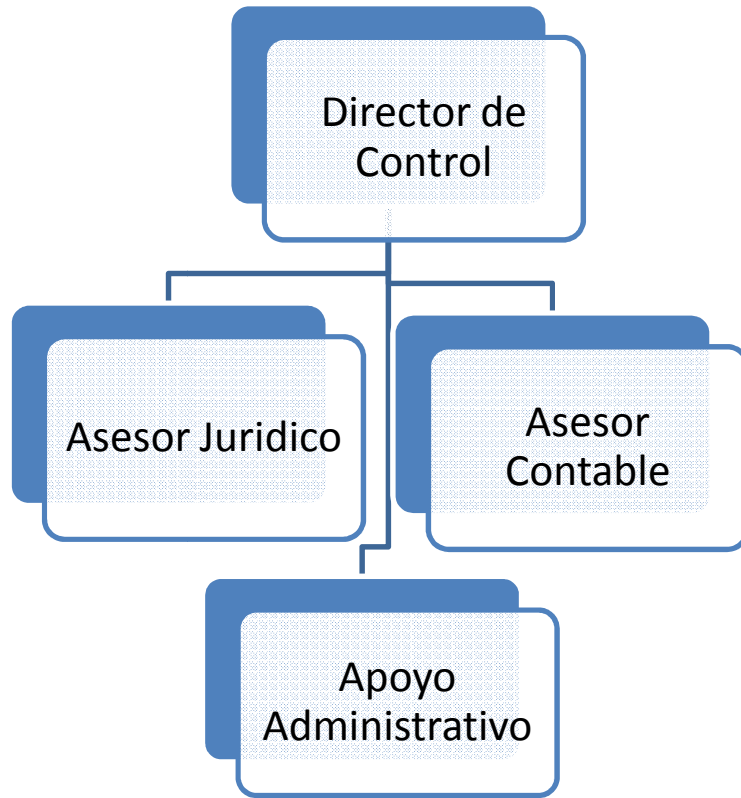 Director de
Control
Asesor Juridico
Asesor
Contable
Apoyo
Administrativo